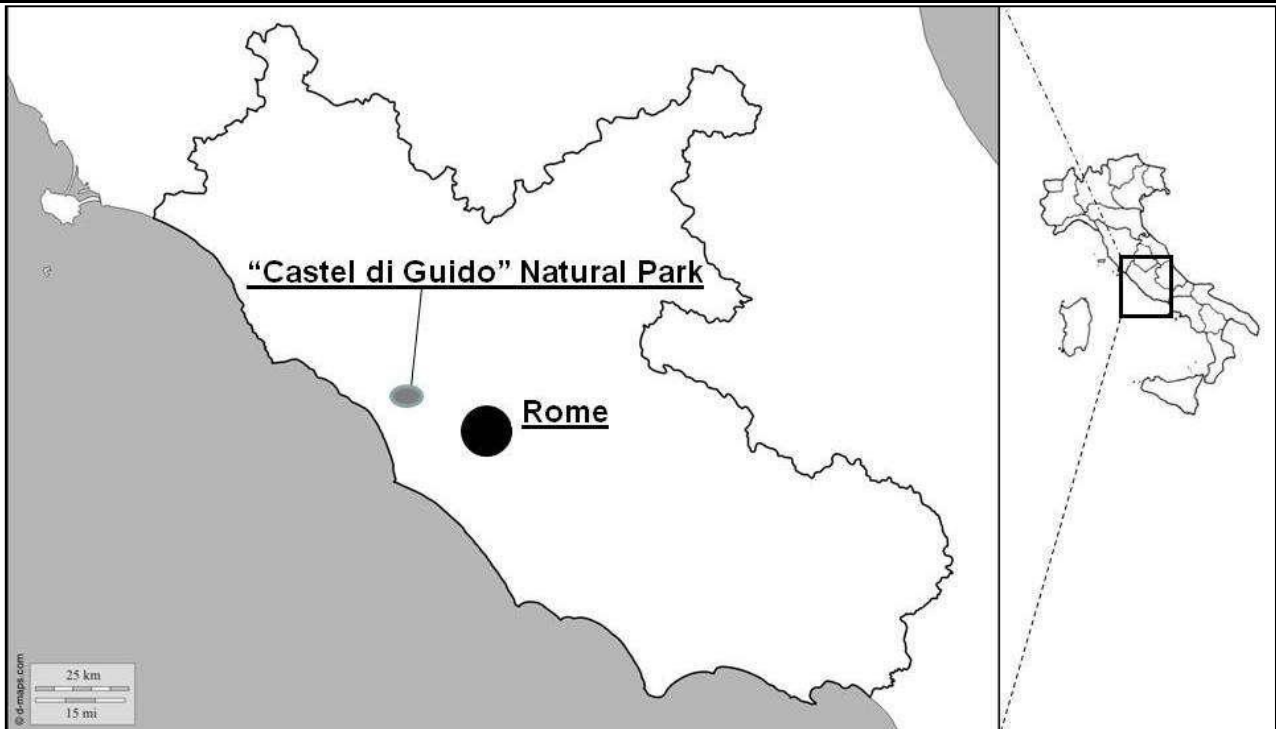 “Castel di Guido” Natural Park
Rome
25 km
15 mi
© d-maps.com